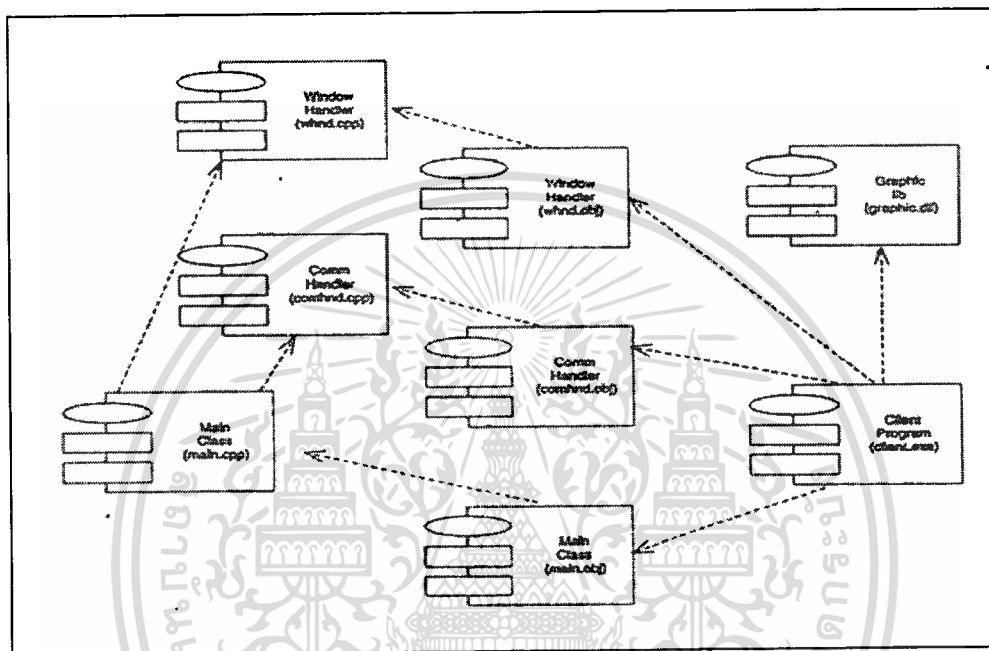 Window
Handler
(whnd.cpp)
Window
Handler
(whnd.obj)
Graphic
lib
(graphic.dll)
Comm
Handler
(comhnd.cpp)
Comm
Handler
(comhnd.obj)
Main
Class
(main.cpp)
Client
Program
(client.exe)
Main
Class
(main.obj)